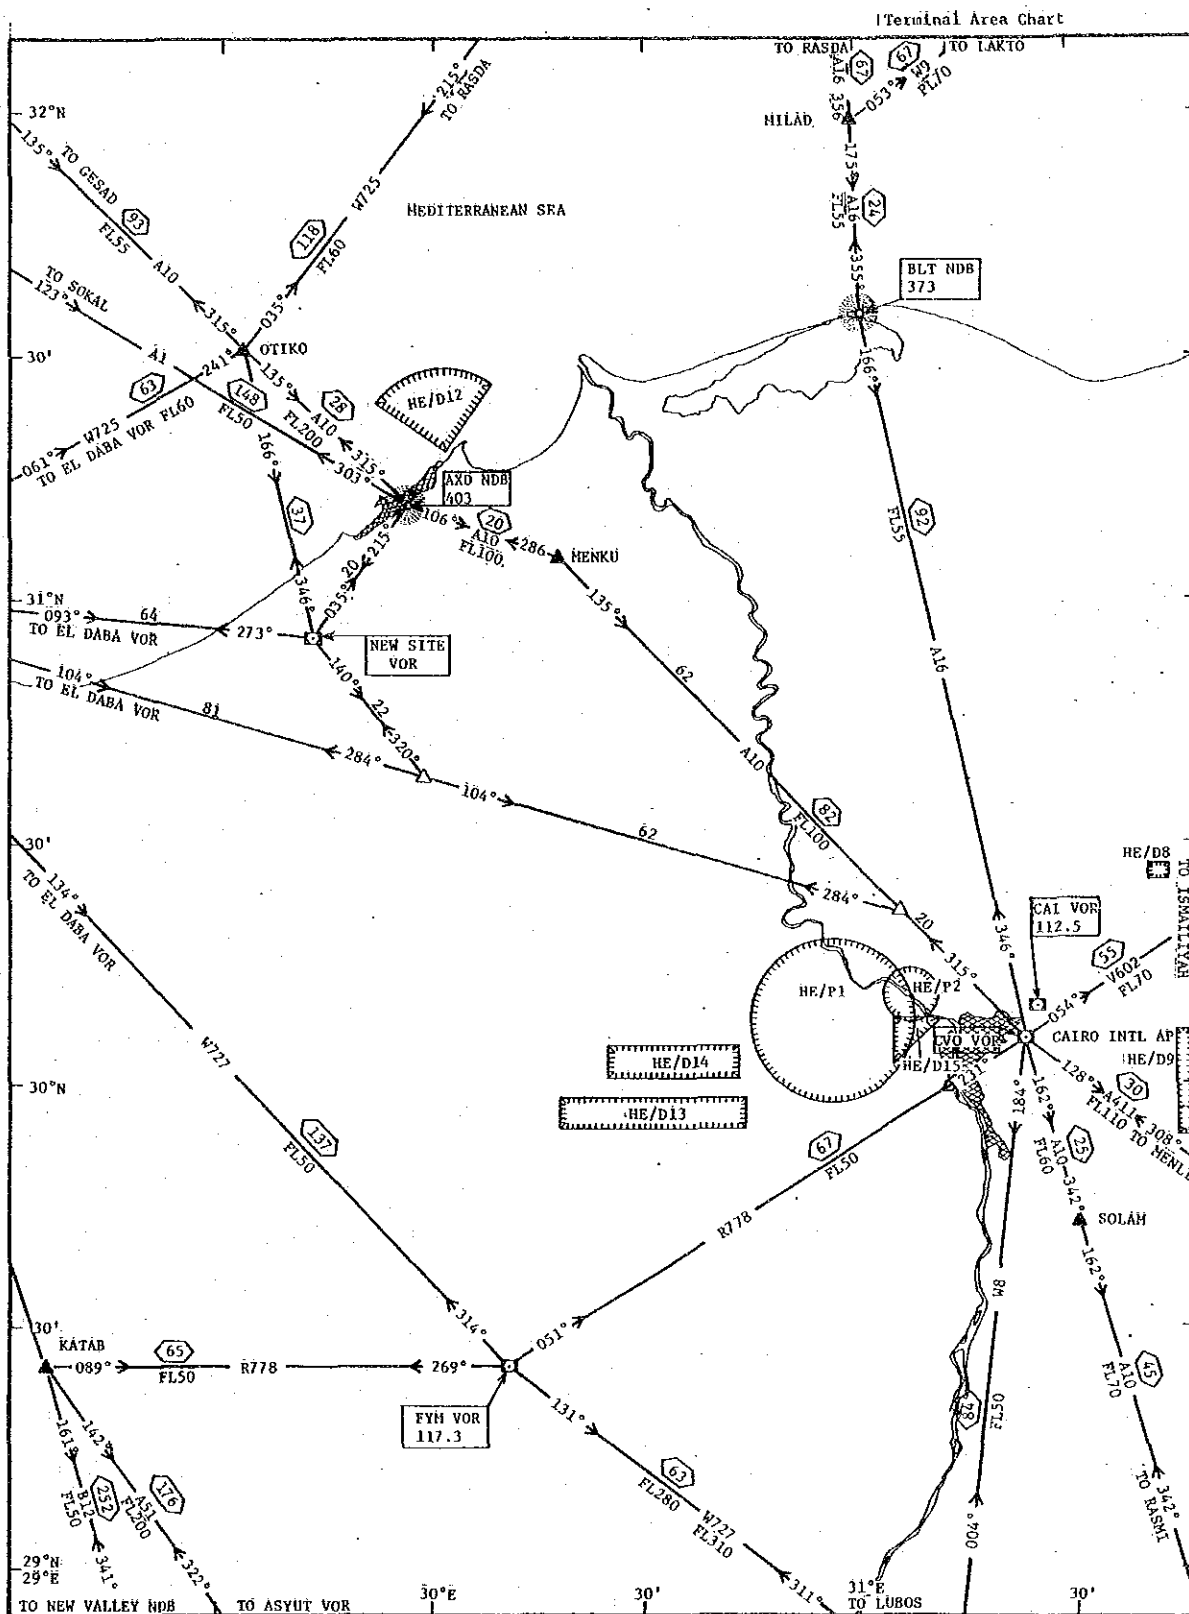 Terminal Area Chart
TO RASDA
67
A16 356
67
W9
FL70
TO LAKTO
053°
32°N
135°
TO GESAD
93
FL55
A10
315°
215°
TO RASDA
W725
118
FL60
035°
MEDITERRANEAN SEA
MILAD
175°
A16
FL55
24
355°
BLT NDB
373
TO SOKAL
123°
A1
148
FL50
303°
30'
OTIKO
241°
63
W725
061°
TO EL DABA VOR FL60
135°
28
A10
FL200
315°
HE/D12
166°
37
346°
AXD NDB
403
106°
20
A10
FL100
286
MENKU
215°
20
035°
166°
92
FL55
A16
346°
31°N
093°
64
273°
TO EL DABA VOR
NEW SITE
VOR
104°
TO EL DABA VOR
81
284°
140°
22
320°
135°
62
A10
82
FL100
104°
62
284°
20
315°
30'
134°
TO EL DABA VOR
HE/D8
TO ISMAILIYAH
CAI VOR
112.5
55
V602
FL70
054°
HE/P1
HE/P2
CVO VOR
CAIRO INTL AP
HE/D9
HE/D14
HE/D15
HE/D13
231°
184°
162°
A10
FL60
25
342°
128°
30
A411
FL110 TO MENLI
308°
30°N
W727
137
FL50
67
FL50
R778
SOLAM
162°
W8
30'
KATAB
089°
65
FL50
R778
269°
314°
051°
FYM VOR
117.3
131°
63
FL280
W727
FL310
311°
TO LUBOS
84
FL50
004°
A10
FL70
45
342°
TO RASMI
161°
B12
FL50
252
341°
142°
A51
FL200
176
322°
29°N
29°E
30°E
30'
31°E
30'
TO NEW VALLEY NDB
TO ASYUT VOR